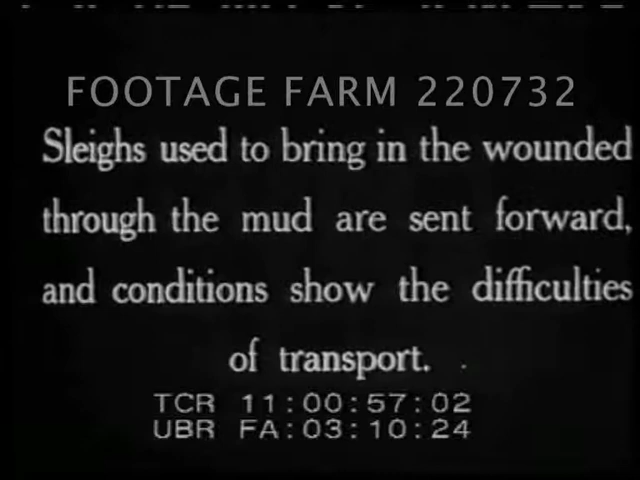 FOOTAGE FARM 220732
Sleighs used to bring in the wounded
through the mud are sent forward,
and conditions show the difficulties
of transport.
TCR 11:00:57:02
UBR FA:03:10:24